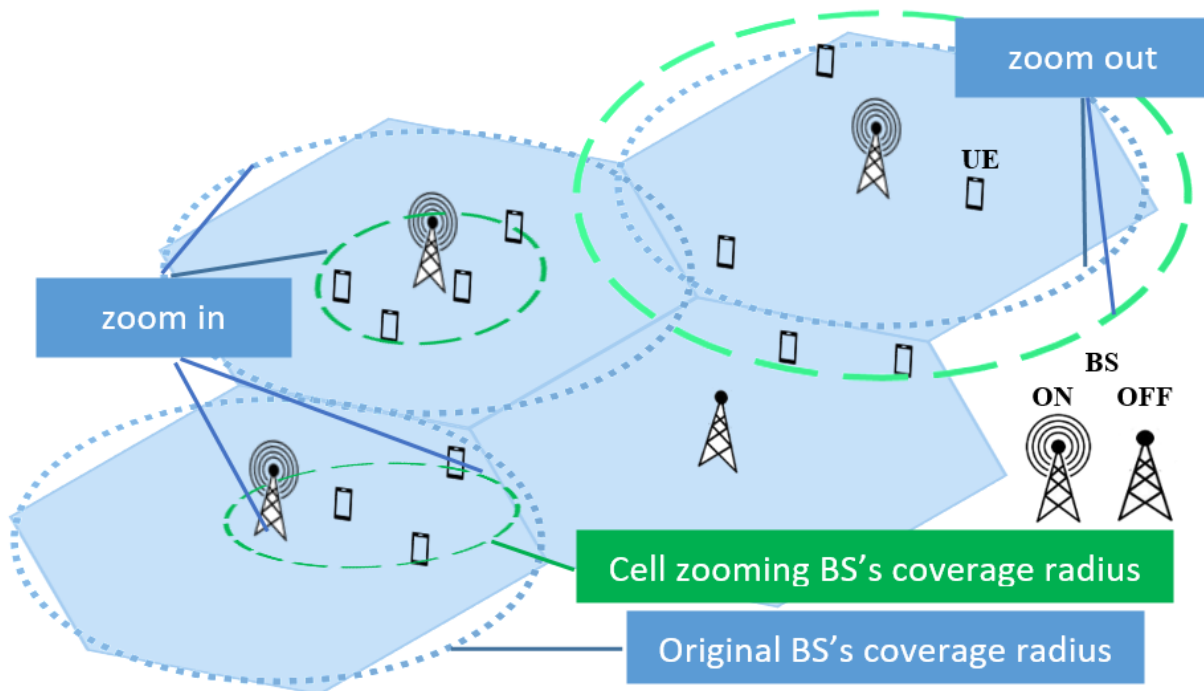 zoom out
UE
zoom in
BS
ON OFF
Cell zooming BS’s coverage radius
Original BS’s coverage radius